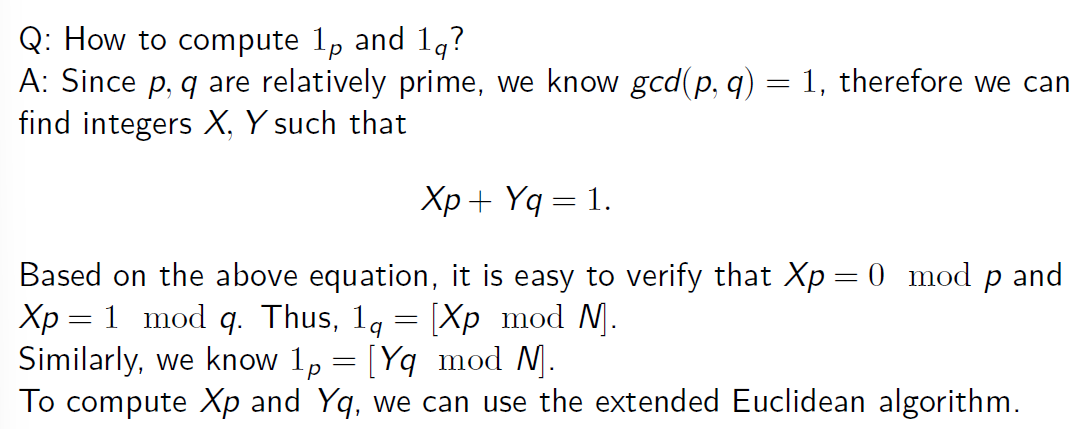 Q: How to compute 1ₚ and 1_q?
A: Since p, q are relatively prime, we know gcd(p, q) = 1, therefore we can
find integers X, Y such that
Xp + Yq = 1.
Based on the above equation, it is easy to verify that Xp = 0 mod p and
Xp = 1 mod q. Thus, 1_q = [Xp mod N].
Similarly, we know 1ₚ = [Yq mod N].
To compute Xp and Yq, we can use the extended Euclidean algorithm.